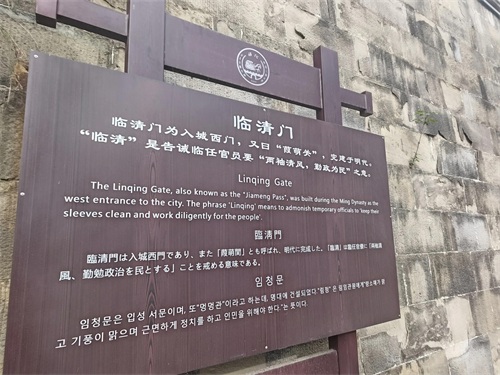 临清门
临清门为入城西门，又曰“葭萌关”，变建于明代。
“临清”是告诫临任官员要“两袖清风，勤政为民”之意。
Linqing Gate
The Linqing Gate, also known as the "Jiameng Pass", was built during the Ming Dynasty as the
west entrance to the city. The phrase 'Linqing' means to admonish temporary officials to 'keep their
sleeves clean and work diligently for the people'.
臨清門
臨清門は入城西門であり、また「葭萌関」とも呼ばれ、明代に完成した。「臨清」は臨任官僚に「両袖清
風、勤勉政治を民とする」ことを戒める意味である。
임청문
임청문은 입성 서문이며, 또"멍멍관"이라고 하는데, 명대에 건설되었다."림청" 은 림임관원에게"량소매가 맑
고 기풍이 맑으며 근면하게 정치를 하고 인민을 위해야 한다."는 뜻이다.